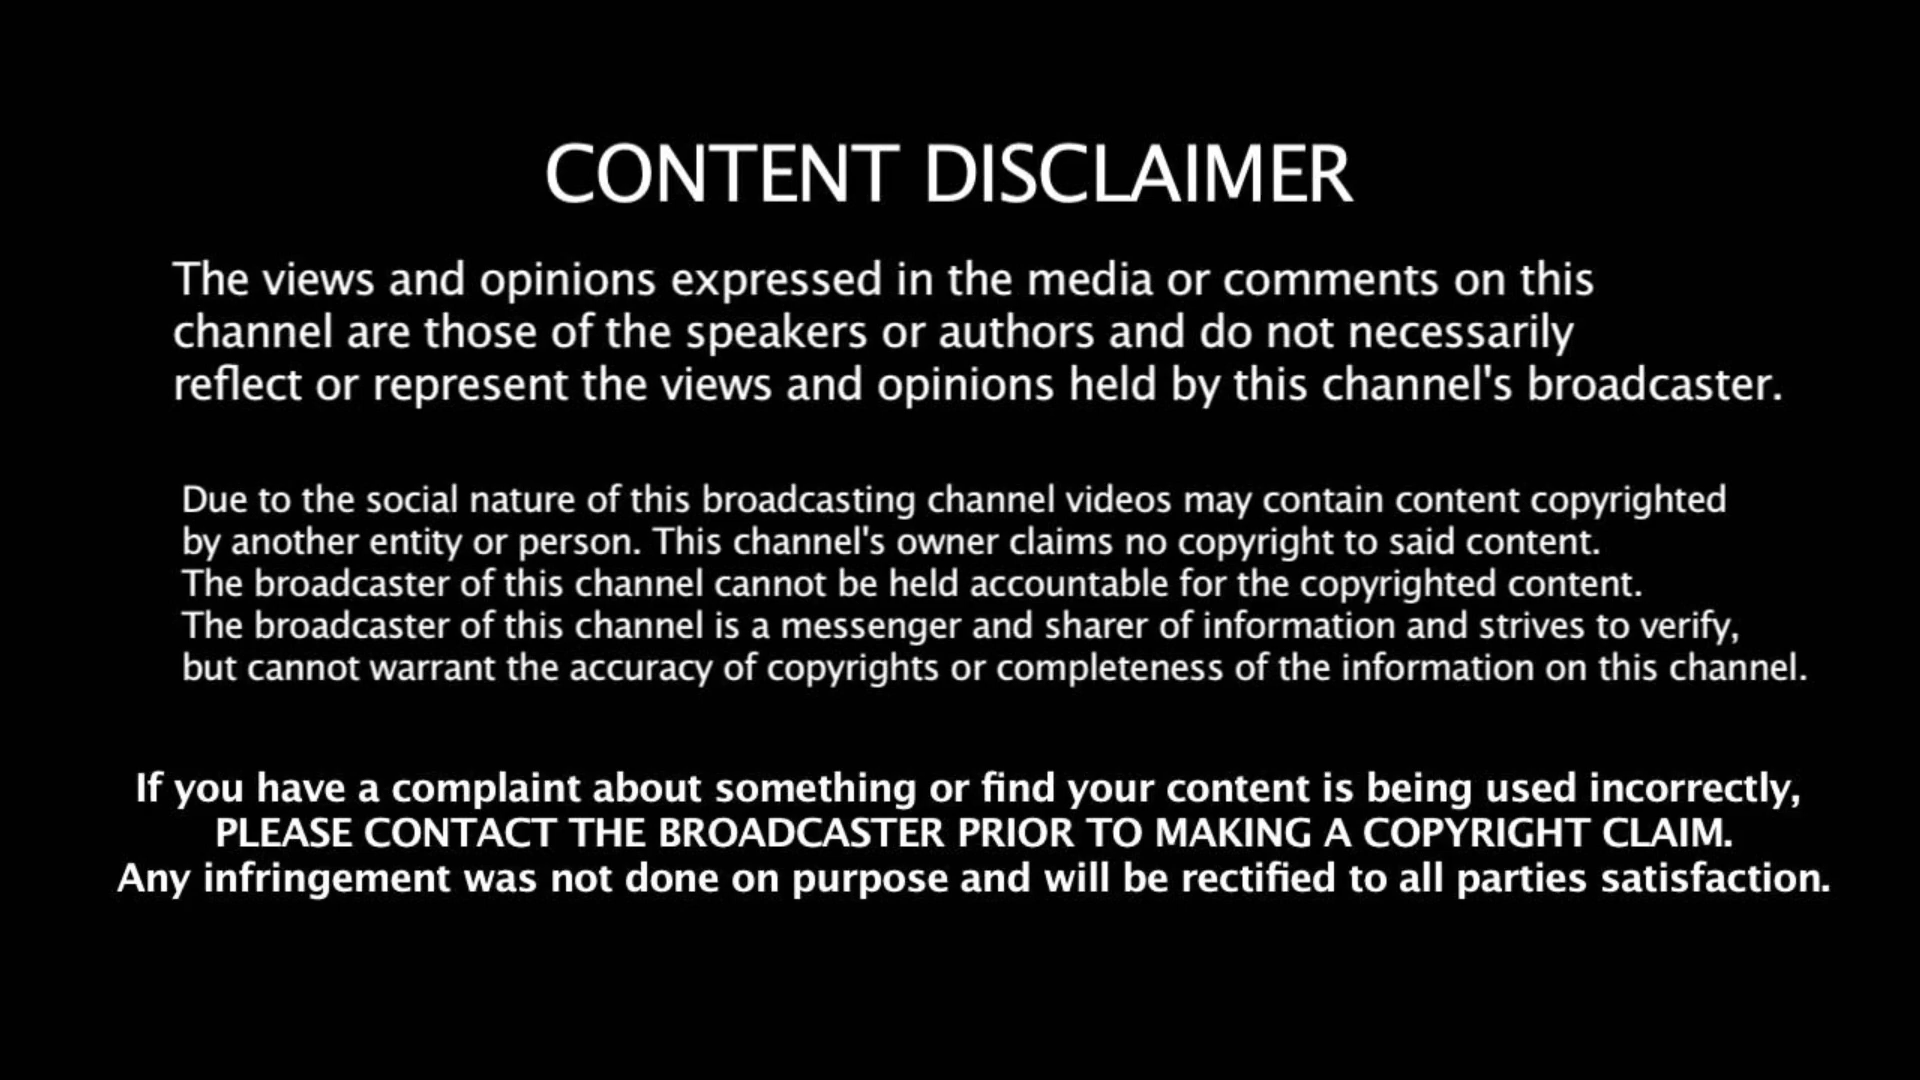 CONTENT DISCLAIMER
The views and opinions expressed in the media or comments on this
channel are those of the speakers or authors and do not necessarily
reflect or represent the views and opinions held by this channel's broadcaster.
Due to the social nature of this broadcasting channel videos may contain content copyrighted
by another entity or person. This channel's owner claims no copyright to said content.
The broadcaster of this channel cannot be held accountable for the copyrighted content.
The broadcaster of this channel is a messenger and sharer of information and strives to verify,
but cannot warrant the accuracy of copyrights or completeness of the information on this channel.
If you have a complaint about something or find your content is being used incorrectly,
PLEASE CONTACT THE BROADCASTER PRIOR TO MAKING A COPYRIGHT CLAIM.
Any infringement was not done on purpose and will be rectified to all parties satisfaction.